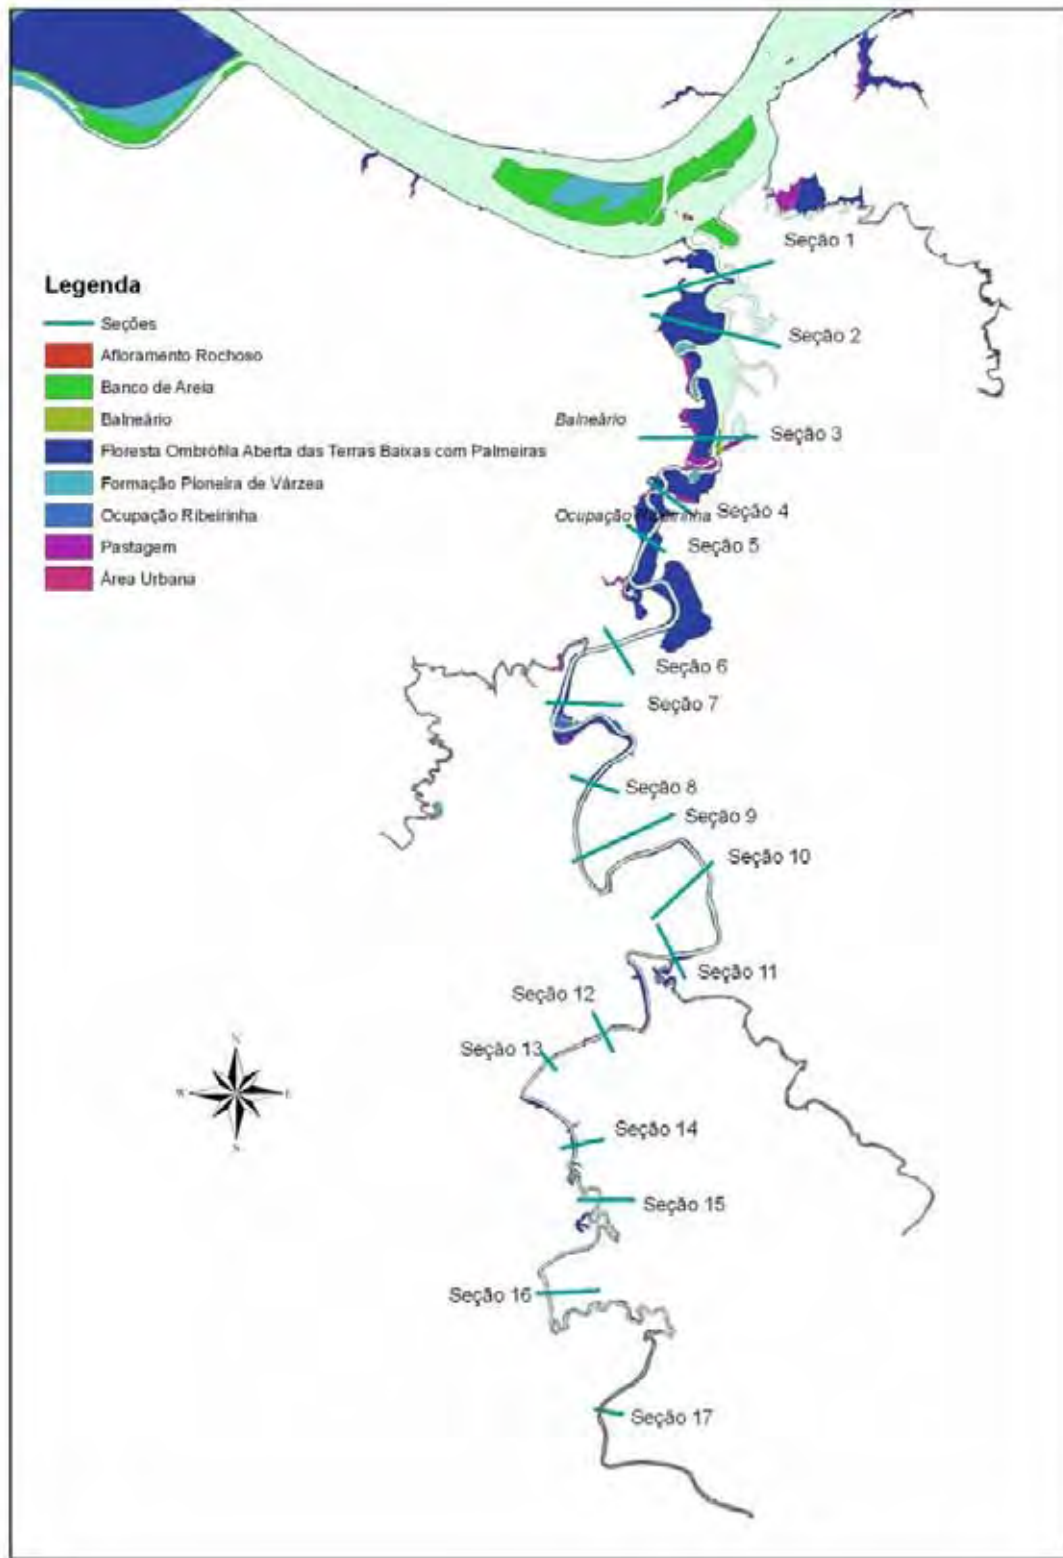 Seção 1
Legenda
Seções
Seção 2
Afloramento Rochoso
Banco de Areia
Balneário
Balneário
Seção 3
Floresta Ombrófila Aberta das Terras Baixas com Palmeiras
Formação Pioneira de Várzea
Ocupação Ribeirinha
Ocupação Ribeirinha
Seção 4
Pastagem
Seção 5
Área Urbana
Seção 6
Seção 7
Seção 8
Seção 9
Seção 10
Seção 11
Seção 12
Seção 13
N
W
E
S
Seção 14
Seção 15
Seção 16
Seção 17